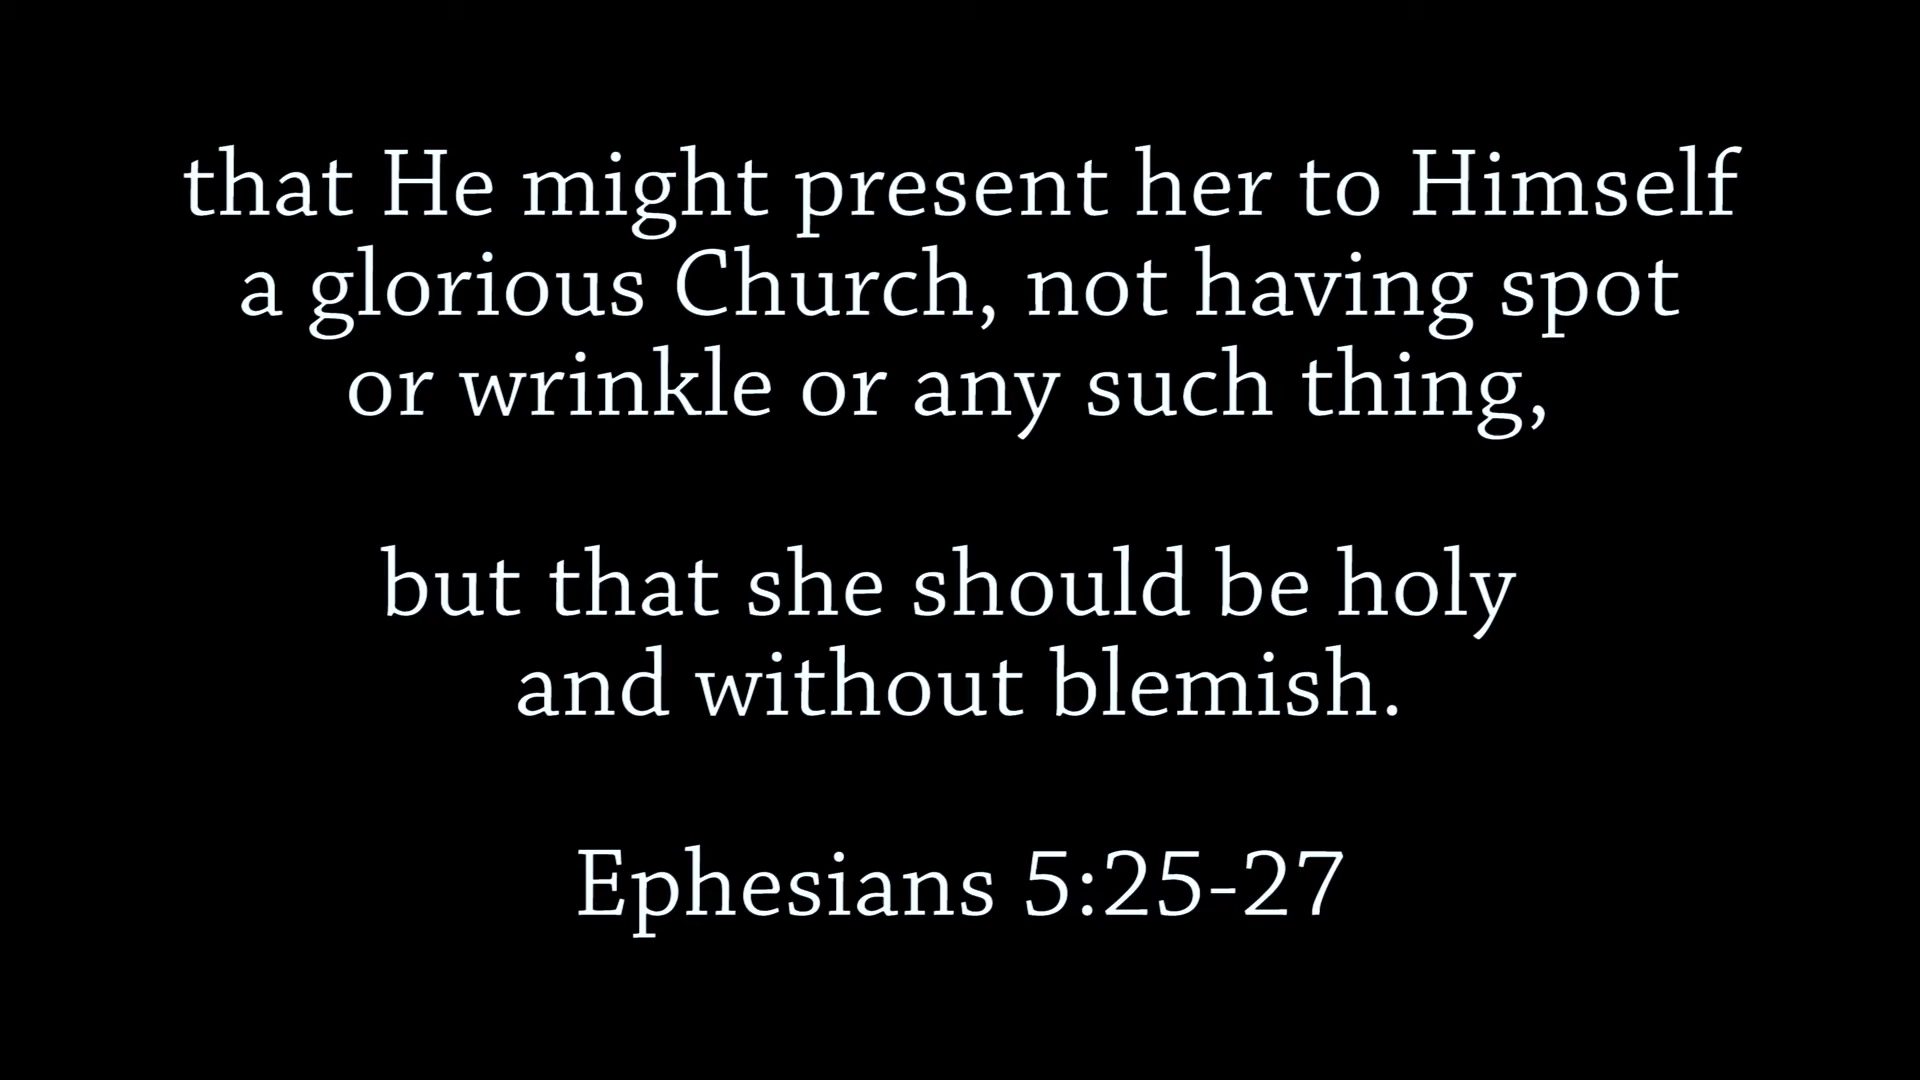 that He might present her to Himself
a glorious Church, not having spot
or wrinkle or any such thing,
but that she should be holy
and without blemish.
Ephesians 5:25-27